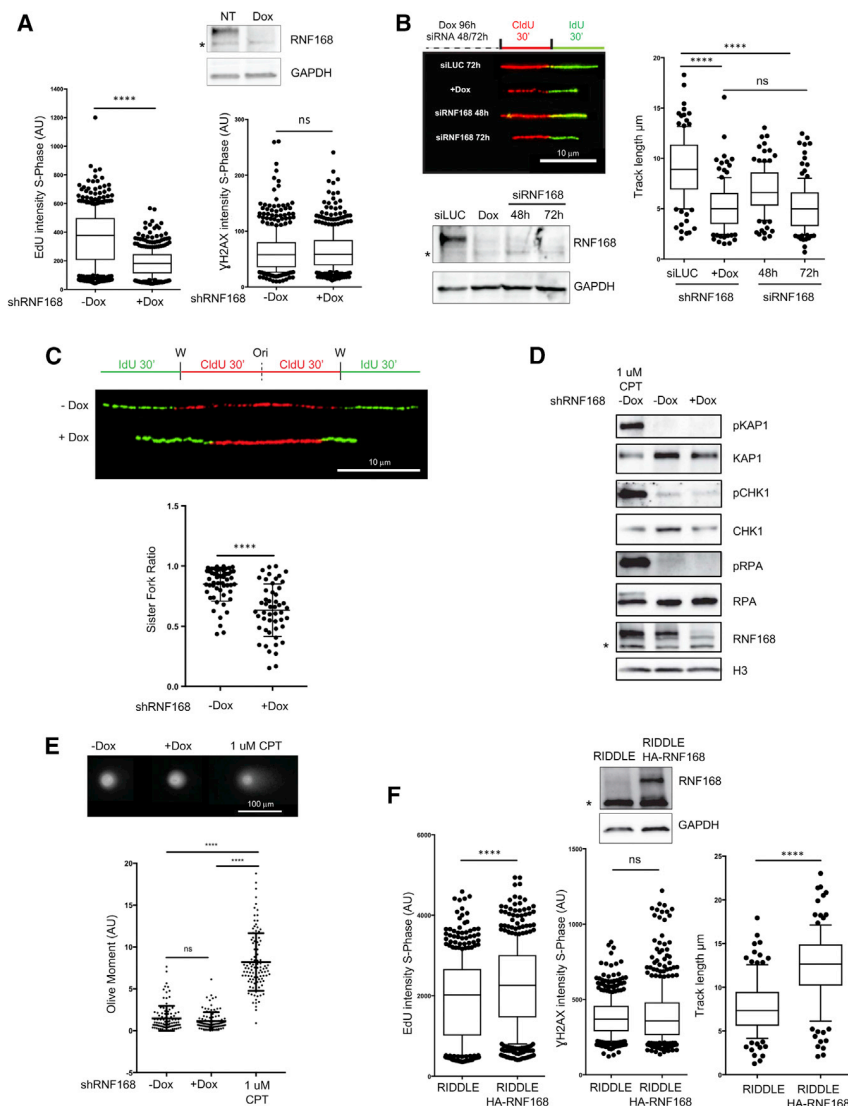 A
NT Dox
RNF168
*
GAPDH
EdU intensity S-Phase (AU)
1400
1200
1000
800
600
400
200
0
****
shRNF168 -Dox +Dox
ɣH2AX intensity S-Phase (AU)
300
250
200
150
100
50
0
ns
shRNF168 -Dox +Dox
B
Dox 96h CldU IdU
siRNA 48/72h 30' 30'
siLUC 72h
+Dox
siRNF168 48h
siRNF168 72h
10 μm
siRNF168
siLUC Dox 48h 72h
RNF168
*
GAPDH
Track length μm
20
15
10
5
0
****
****
ns
siLUC +Dox 48h 72h
shRNF168 siRNF168
C
W Ori W
IdU 30' CldU 30' CldU 30' IdU 30'
- Dox
+ Dox
10 μm
Sister Fork Ratio
1.5
1.0
0.5
0.0
****
shRNF168 -Dox +Dox
D
1 uM
CPT
shRNF168 -Dox -Dox +Dox
pKAP1
KAP1
pCHK1
CHK1
pRPA
RPA
RNF168
*
H3
E
-Dox +Dox 1 uM CPT
100 μm
Olive Moment (AU)
20
15
10
5
0
-5
****
****
ns
shRNF168 -Dox +Dox 1 uM
CPT
F
RIDDLE RIDDLE
HA-RNF168
RNF168
*
GAPDH
EdU intensity S-Phase (AU)
6000
4000
2000
0
****
RIDDLE RIDDLE
HA-RNF168
ɣH2AX intensity S-Phase (AU)
1500
1000
500
0
ns
RIDDLE RIDDLE
HA-RNF168
Track length μm
25
20
15
10
5
0
****
RIDDLE RIDDLE
HA-RNF168